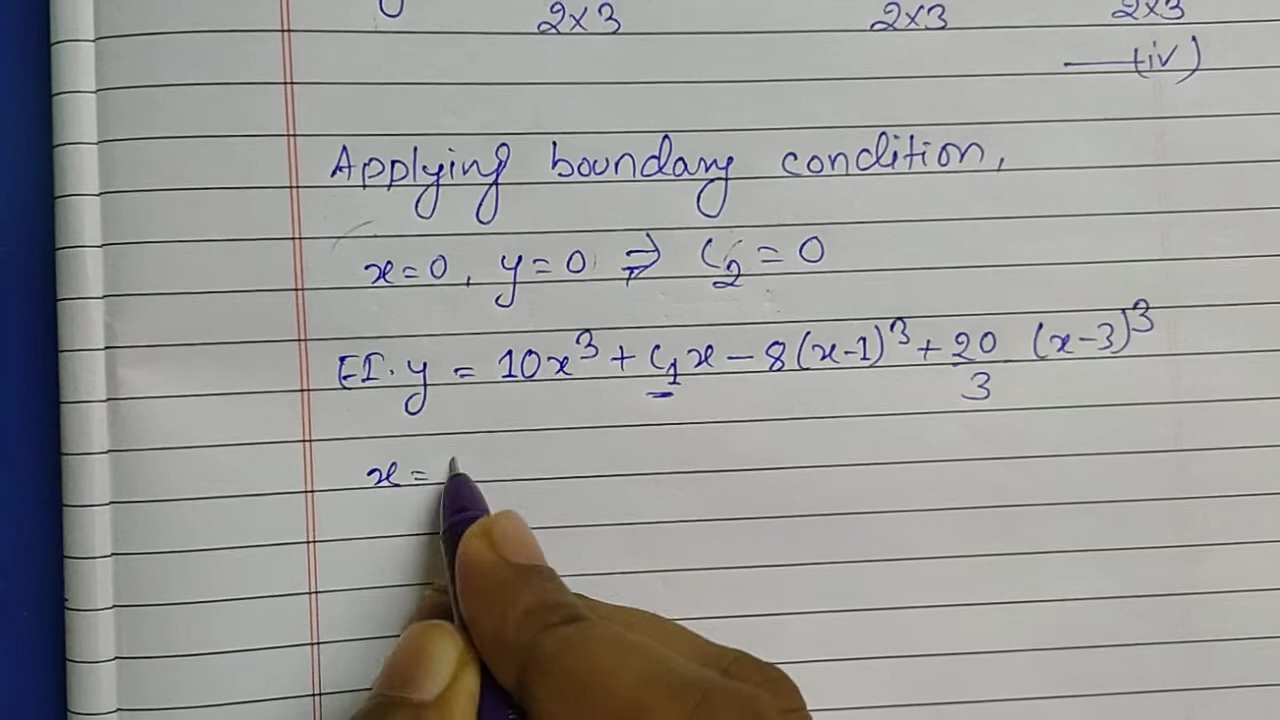 2×3 2×3 2×3
—(iv)
Applying boundary condition,
x=0, y=0 ⇒ C₂=0
EI.y = 10x³ + C₁x - 8(x-1)³ + 20/3 (x-3)³
x=